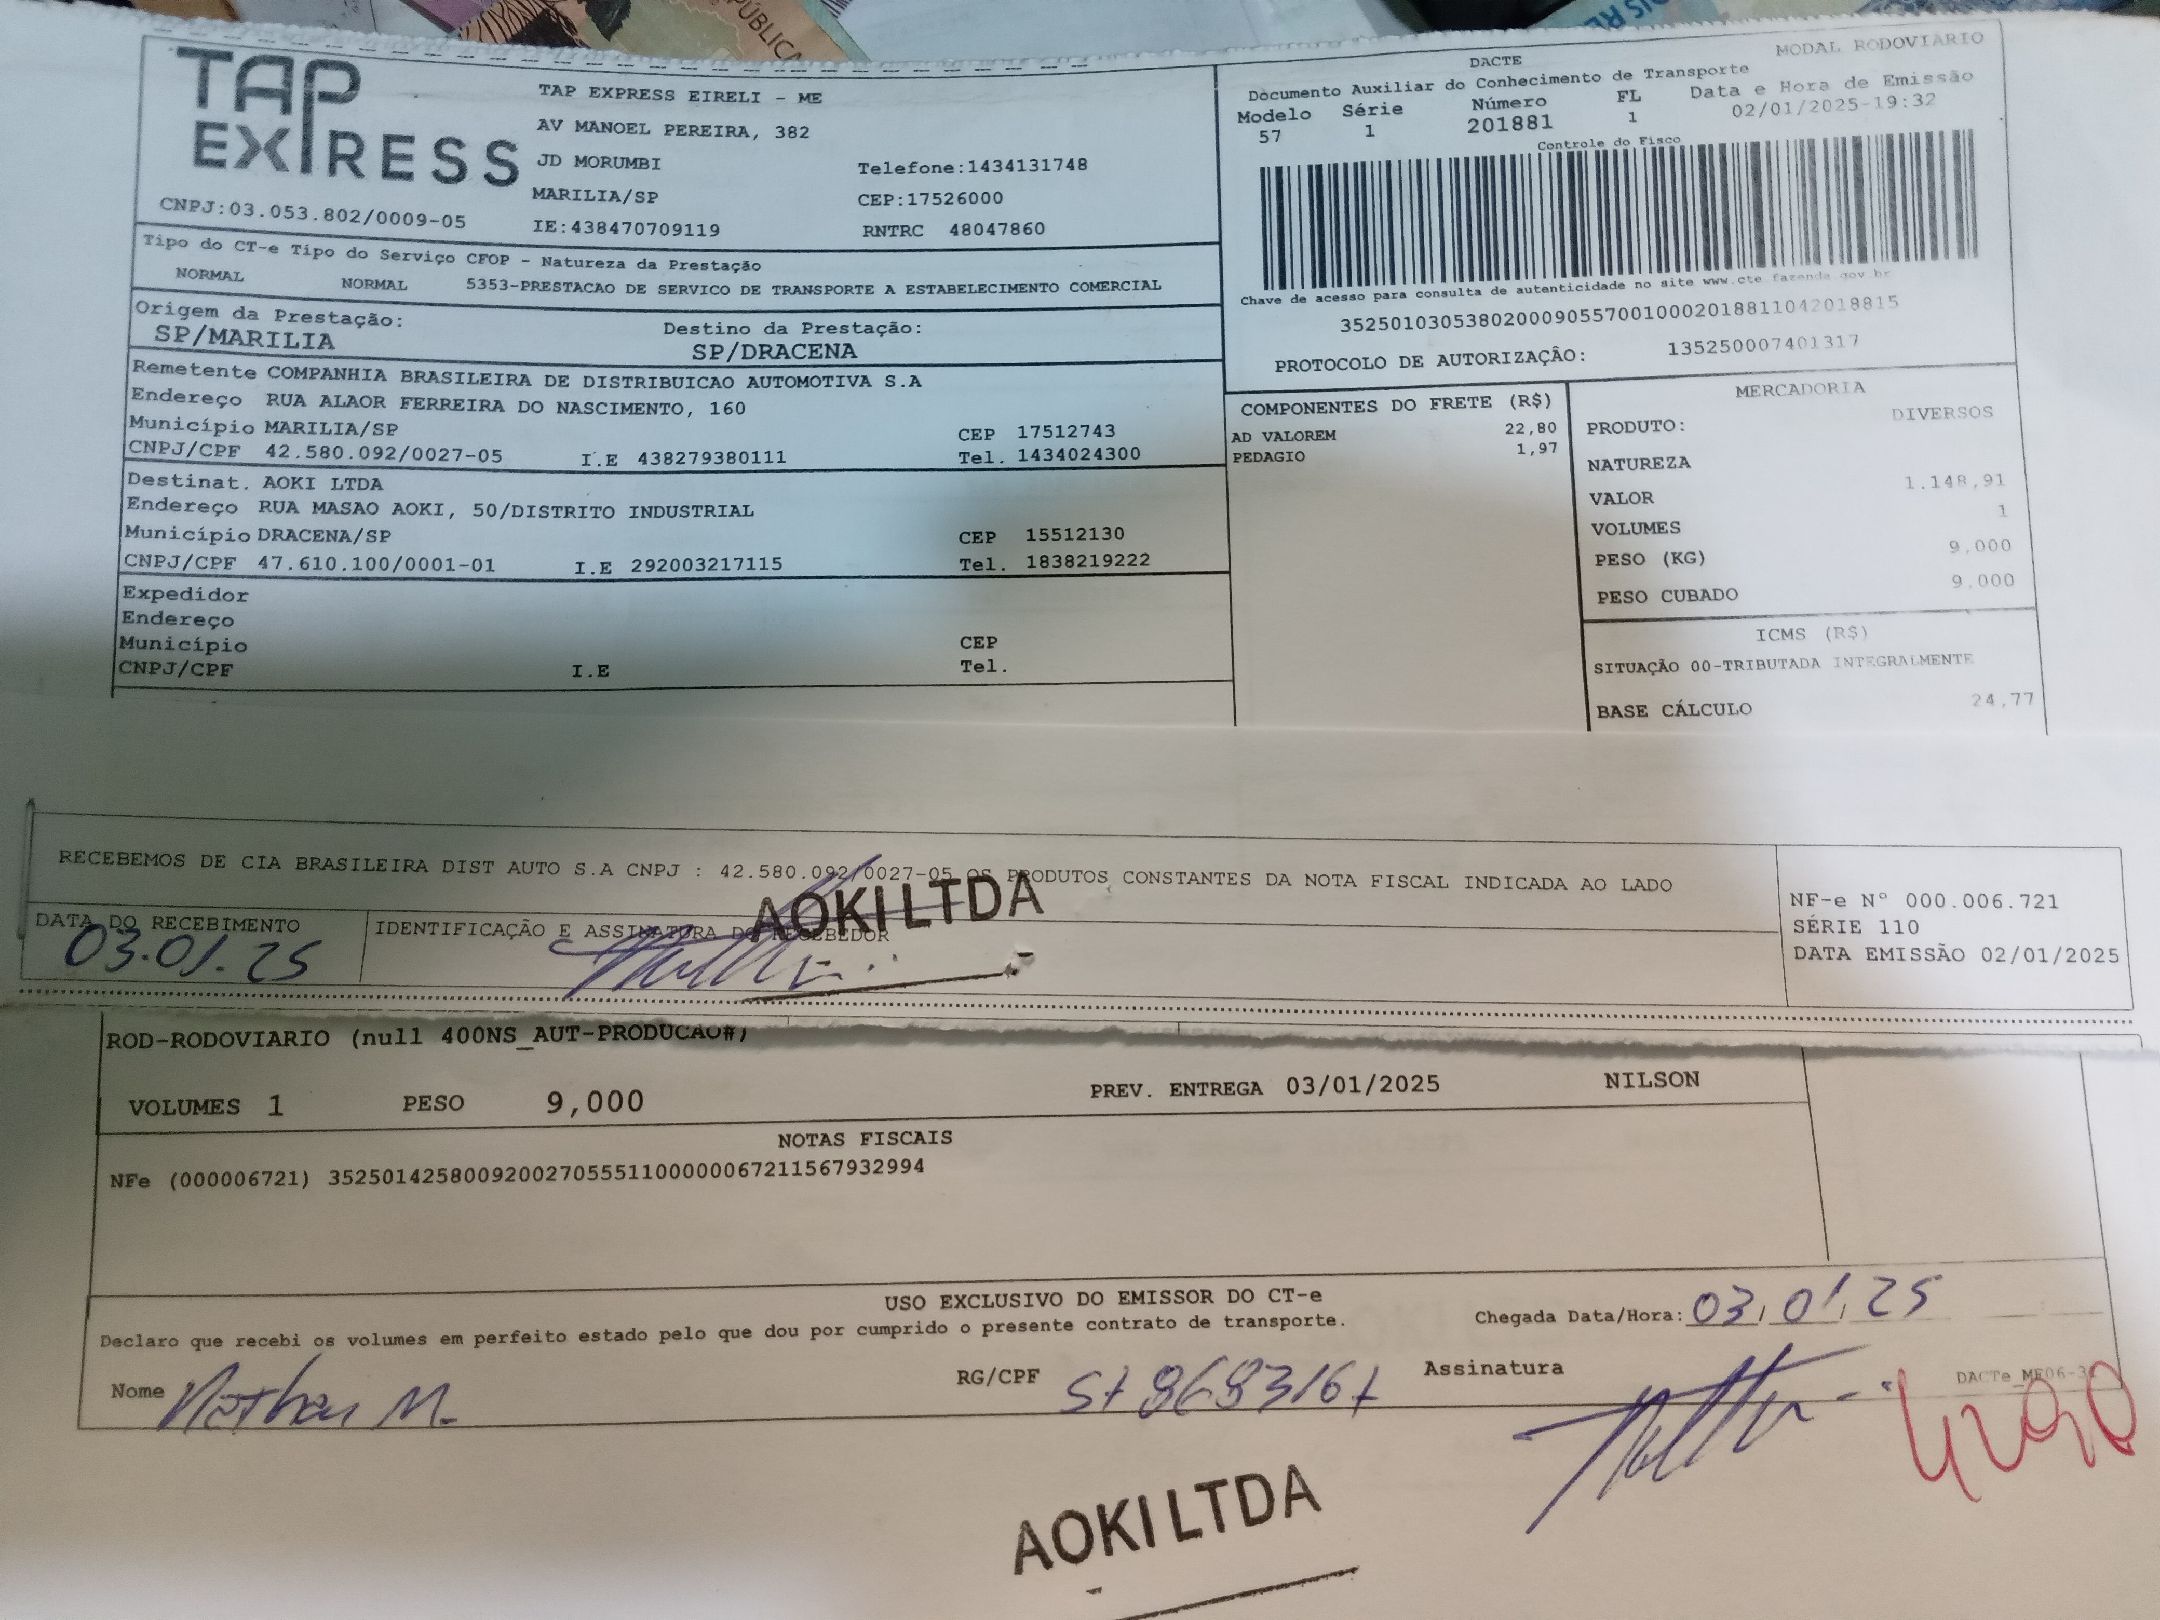 TAP
EXPRESS
CNPJ:03.053.802/0009-05
TAP EXPRESS EIRELI - ME
AV MANOEL PEREIRA, 382
JD MORUMBI
Telefone:1434131748
MARILIA/SP
CEP:17526000
IE:438470709119
RNTRC 48047860
DACTE
MODAL RODOVIARIO
Documento Auxiliar do Conhecimento de Transporte
Modelo Série Número FL Data e Hora de Emissão
57 1 201881 1 02/01/2025-19:32
Controle do Fisco
Chave de acesso para consulta de autenticidade no site www.cte.fazenda.gov.br
35250103053802000905570010002018811042018815
PROTOCOLO DE AUTORIZAÇÃO: 135250007401317
Tipo do CT-e Tipo do Serviço CFOP - Natureza da Prestação
NORMAL NORMAL 5353-PRESTACAO DE SERVICO DE TRANSPORTE A ESTABELECIMENTO COMERCIAL
Origem da Prestação: Destino da Prestação:
SP/MARILIA SP/DRACENA
Remetente COMPANHIA BRASILEIRA DE DISTRIBUICAO AUTOMOTIVA S.A
Endereço RUA ALAOR FERREIRA DO NASCIMENTO, 160
Município MARILIA/SP CEP 17512743
CNPJ/CPF 42.580.092/0027-05 I.E 438279380111 Tel. 1434024300
Destinat. AOKI LTDA
Endereço RUA MASAO AOKI, 50/DISTRITO INDUSTRIAL
Município DRACENA/SP CEP 15512130
CNPJ/CPF 47.610.100/0001-01 I.E 292003217115 Tel. 1838219222
Expedidor
Endereço
Município CEP
CNPJ/CPF I.E Tel.
COMPONENTES DO FRETE (R$)
AD VALOREM 22,80
PEDAGIO 1,97
MERCADORIA
PRODUTO: DIVERSOS
NATUREZA
VALOR 1.148,91
VOLUMES 1
PESO (KG) 9,000
PESO CUBADO 9,000
ICMS (R$)
SITUAÇÃO 00-TRIBUTADA INTEGRALMENTE
BASE CÁLCULO 24,77
RECEBEMOS DE CIA BRASILEIRA DIST AUTO S.A CNPJ : 42.580.092/0027-05 OS PRODUTOS CONSTANTES DA NOTA FISCAL INDICADA AO LADO
AOKI LTDA
DATA DO RECEBIMENTO
03.01.25
IDENTIFICAÇÃO E ASSINATURA DO RECEBEDOR
NF-e Nº 000.006.721
SÉRIE 110
DATA EMISSÃO 02/01/2025
ROD-RODOVIARIO (null 400NS_AUT-PRODUCAO#)
VOLUMES 1 PESO 9,000 PREV. ENTREGA 03/01/2025 NILSON
NOTAS FISCAIS
NFe (000006721) 35250142580092002705551100000067211567932994
USO EXCLUSIVO DO EMISSOR DO CT-e
Declaro que recebi os volumes em perfeito estado pelo que dou por cumprido o presente contrato de transporte.
Chegada Data/Hora: 03/01/25
Nome Nathan M.
RG/CPF
Assinatura
AOKI LTDA
PÚBLICA